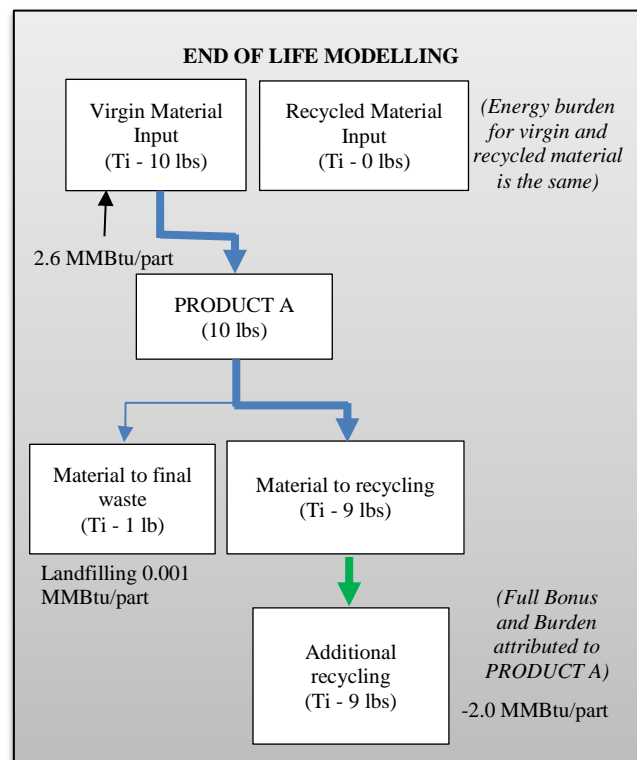 END OF LIFE MODELLING
Virgin Material
Input
(Ti - 10 lbs)
Recycled Material
Input
(Ti - 0 lbs)
(Energy burden
for virgin and
recycled material
is the same)
2.6 MMBtu/part
PRODUCT A
(10 lbs)
Material to final
waste
(Ti - 1 lb)
Material to recycling
(Ti - 9 lbs)
Landfilling 0.001
MMBtu/part
Additional
recycling
(Ti - 9 lbs)
(Full Bonus
and Burden
attributed to
PRODUCT A)
-2.0 MMBtu/part